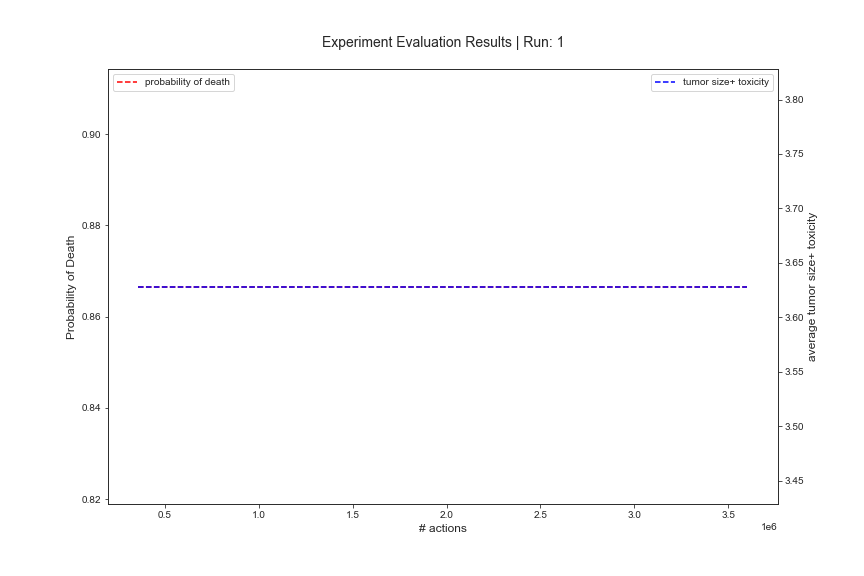 Experiment Evaluation Results | Run: 1
probability of death
tumor size+ toxicity
Probability of Death
0.90
0.88
0.86
0.84
0.82
3.80
3.75
3.70
3.65
3.60
3.55
3.50
3.45
average tumor size+ toxicity
0.5
1.0
1.5
2.0
2.5
3.0
3.5
1e6
# actions